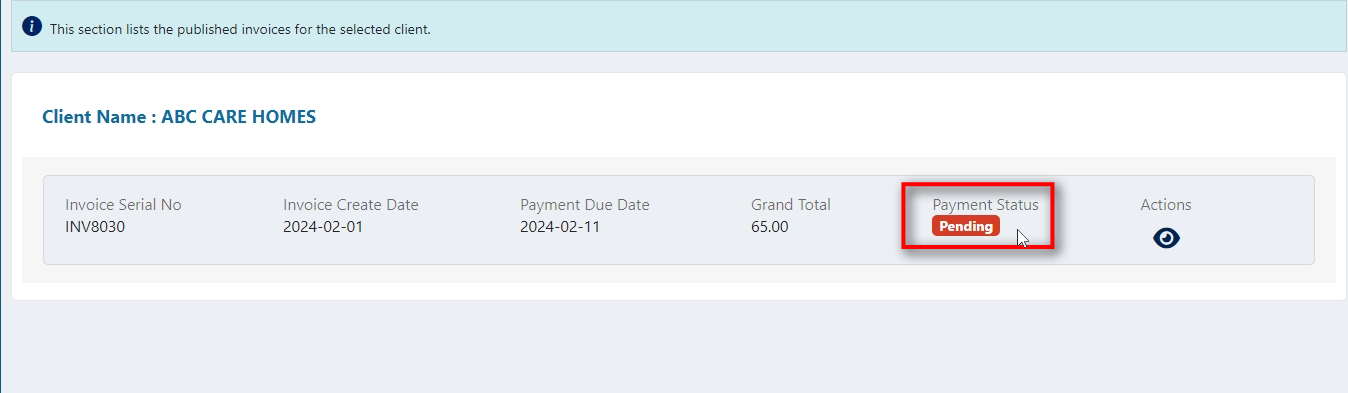 This section lists the published invoices for the selected client.
Client Name : ABC CARE HOMES
Invoice Serial No Invoice Create Date Payment Due Date Grand Total Payment Status Actions
INV8030 2024-02-01 2024-02-11 65.00 Pending